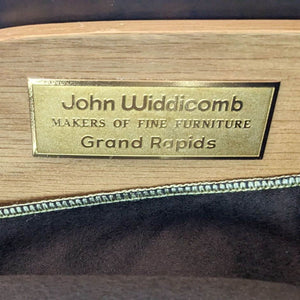 John Widdicomb
MAKERS OF FINE FURNITURE
Grand Rapids